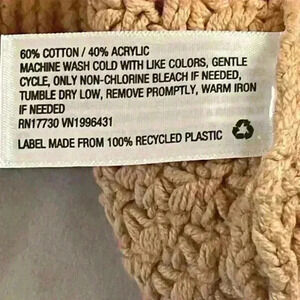 60% COTTON / 40% ACRYLIC
MACHINE WASH COLD WITH LIKE COLORS, GENTLE
CYCLE, ONLY NON-CHLORINE BLEACH IF NEEDED,
TUMBLE DRY LOW, REMOVE PROMPTLY, WARM IRON
IF NEEDED
RN17730 VN1996431
LABEL MADE FROM 100% RECYCLED PLASTIC